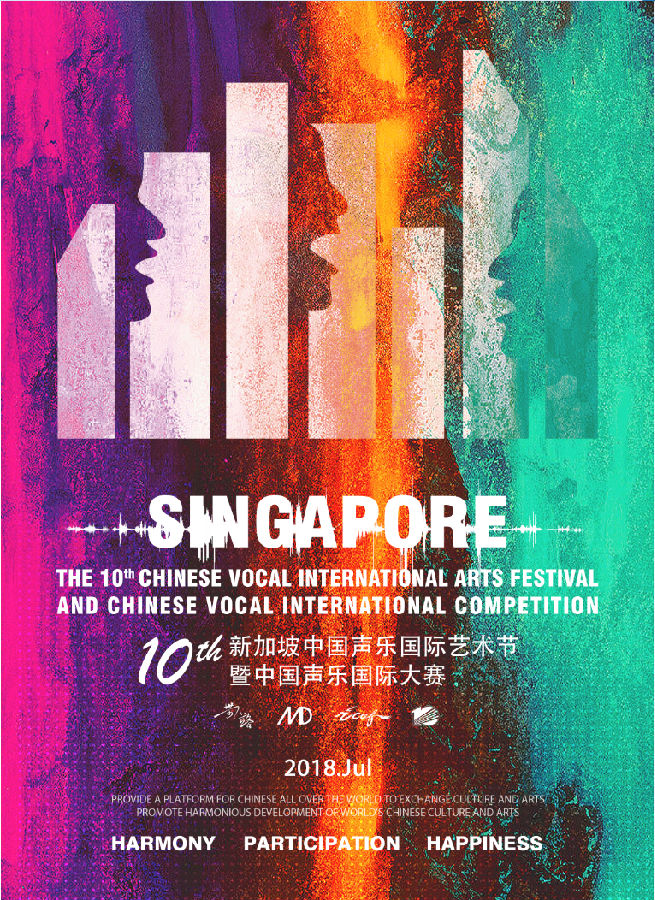 SINGAPORE
THE 10th CHINESE VOCAL INTERNATIONAL ARTS FESTIVAL
AND CHINESE VOCAL INTERNATIONAL COMPETITION
10th 新加坡中国声乐国际艺术节
暨中国声乐国际大赛
MD
2018.Jul
PROVIDE A PLATFORM FOR CHINESE ALL OVER THE WORLD TO EXCHANGE CULTURE AND ARTS
PROMOTE HARMONIOUS DEVELOPMENT OF WORLD'S CHINESE CULTURE AND ARTS
HARMONY PARTICIPATION HAPPINESS